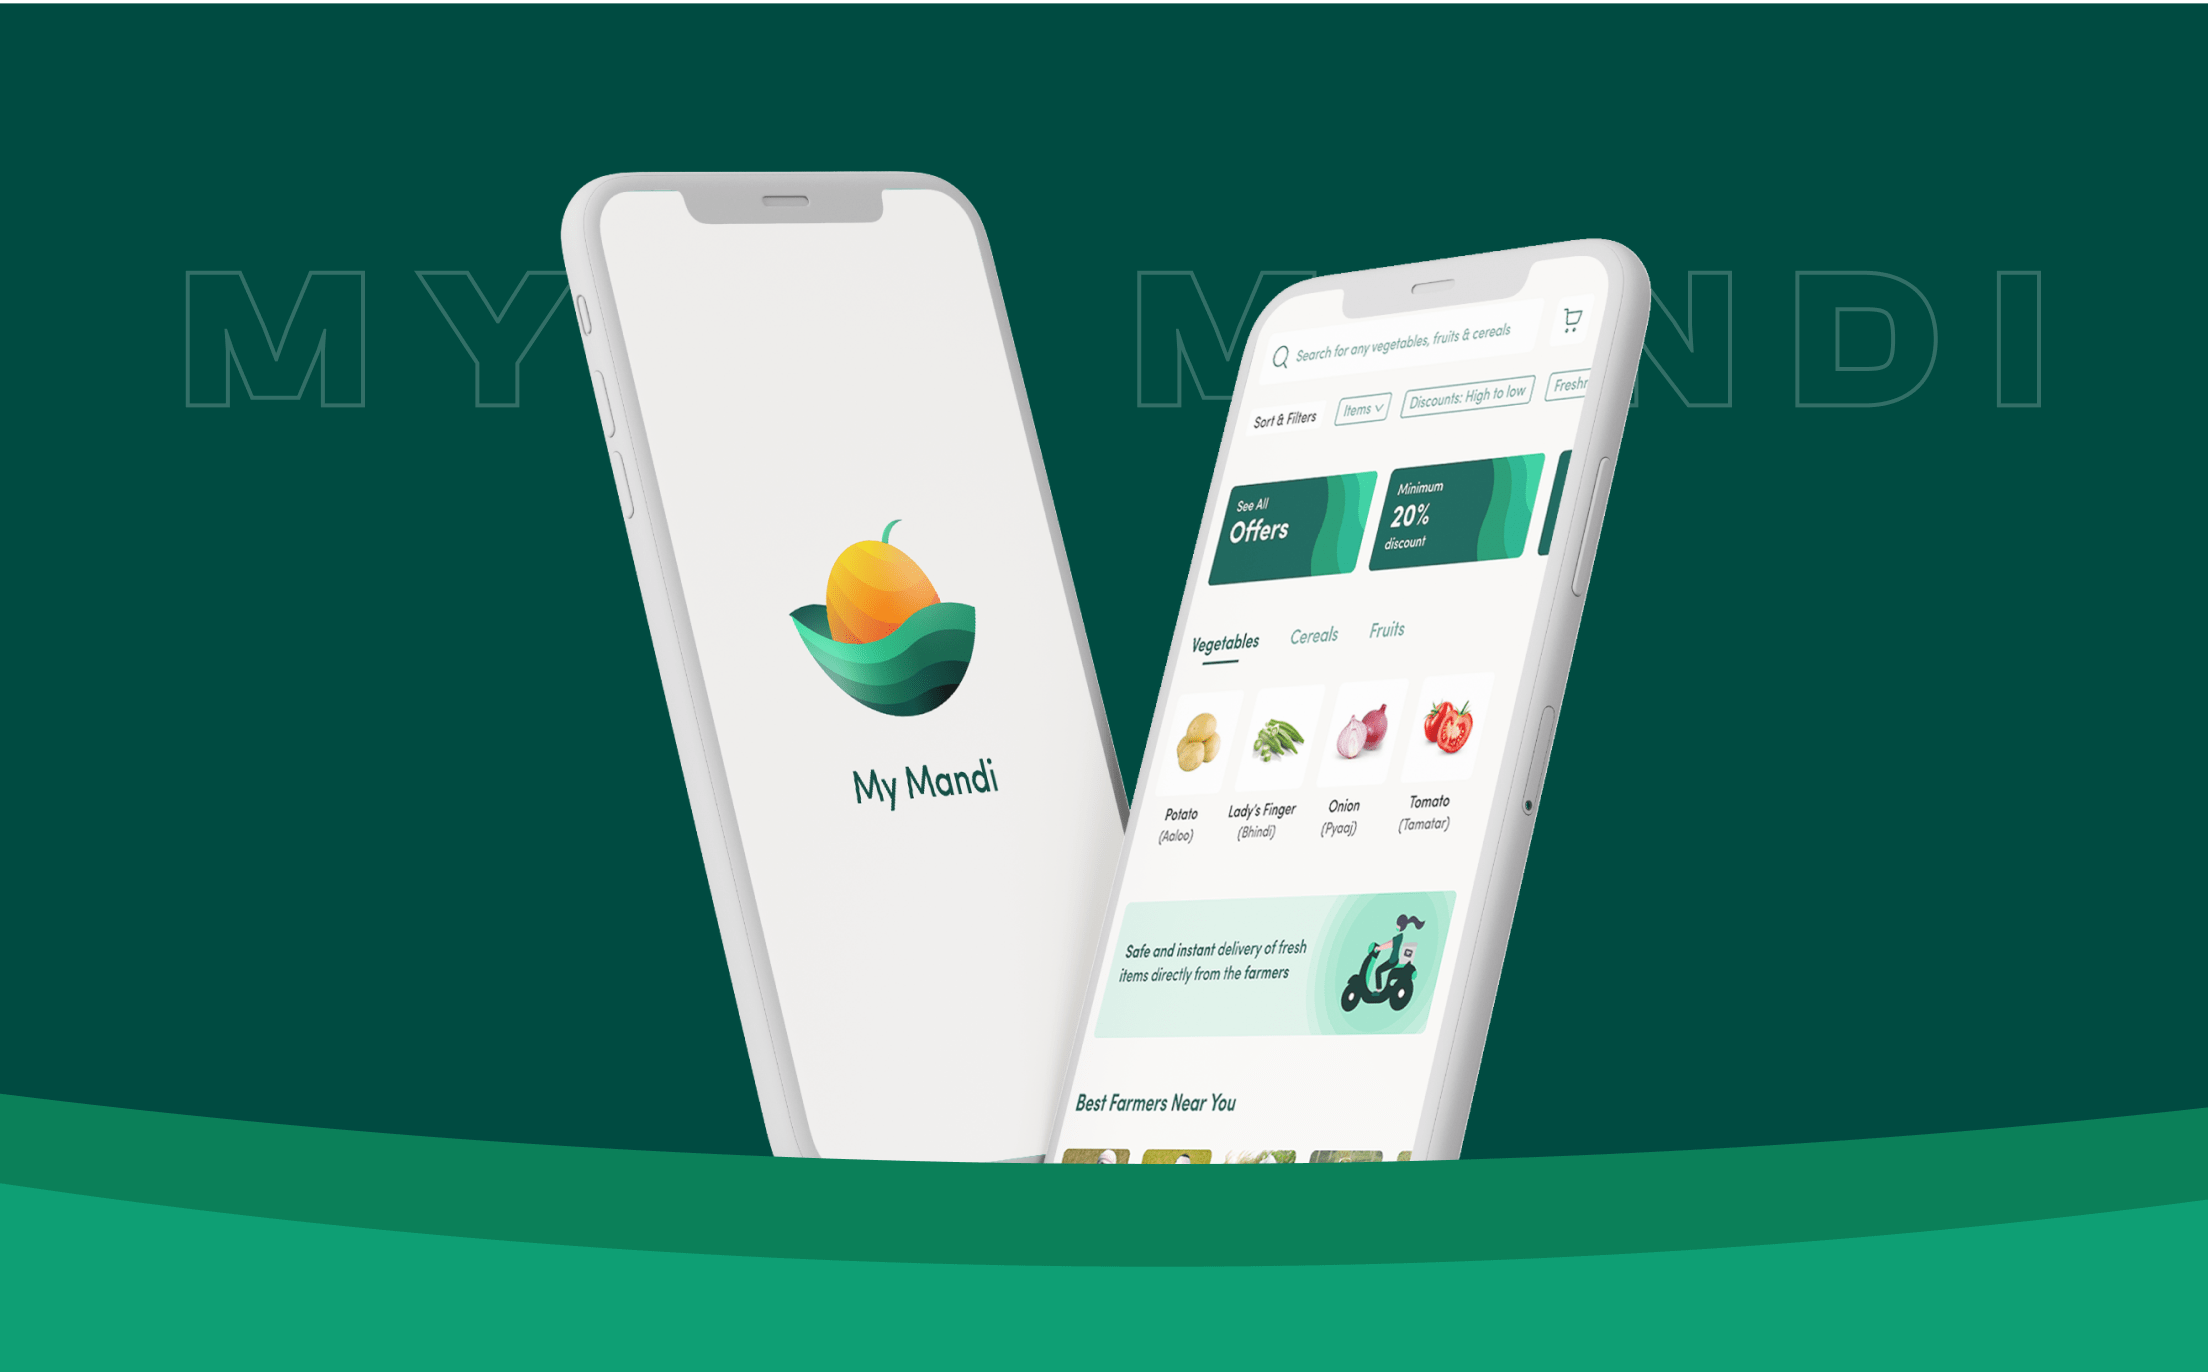 MY M NDI
My Mandi
Search for any vegetables, fruits & cereals
Sort & Filters
Items
Discounts: High to low
Freshr
See All
Offers
Minimum
20%
discount
Vegetables
Cereals
Fruits
Potato
(Aaloo)
Lady's Finger
(Bhindi)
Onion
(Pyaaj)
Tomato
(Tamatar)
Safe and instant delivery of fresh
items directly from the farmers
Best Farmers Near You